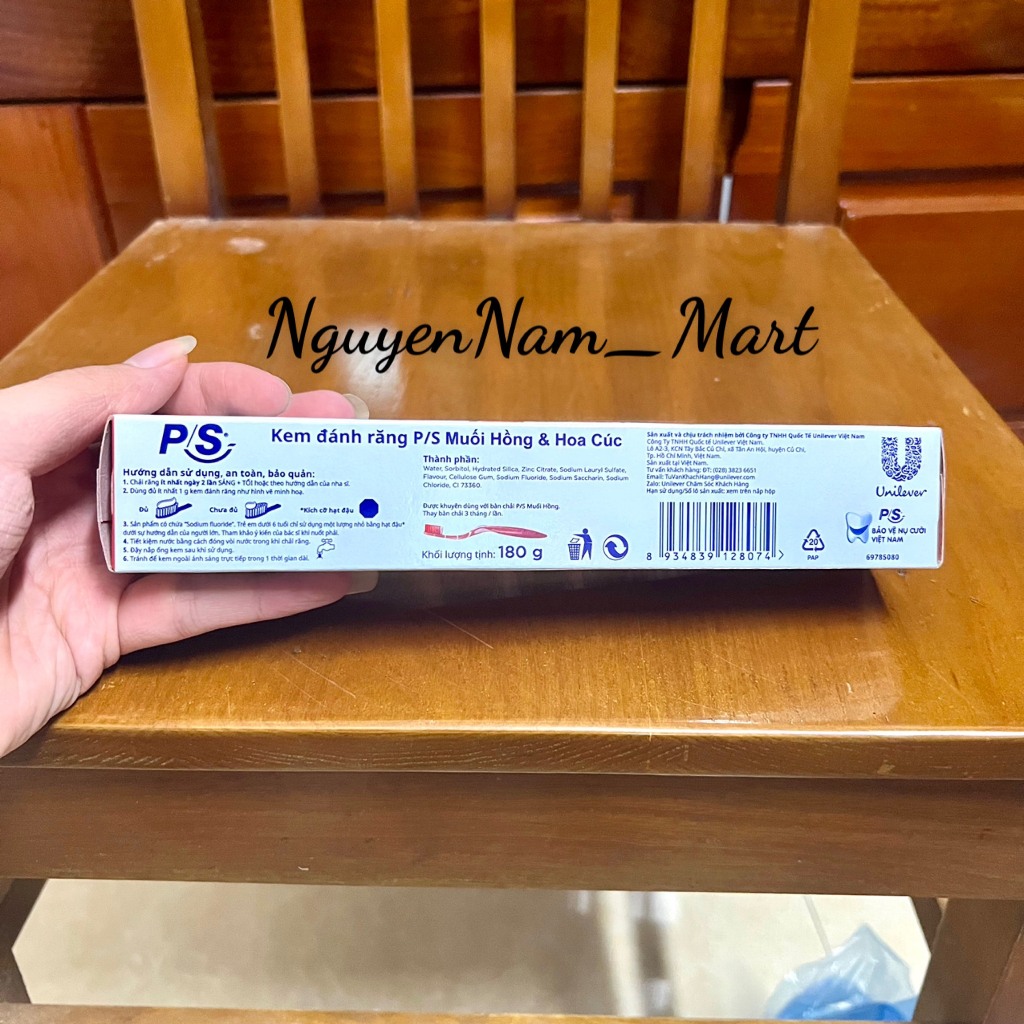 NguyenNam_Mart
P/S
Kem đánh răng P/S Muối Hồng & Hoa Cúc
Hướng dẫn sử dụng, an toàn, bảo quản:
1. Chải răng ít nhất ngày 2 lần SÁNG + TỐI hoặc theo hướng dẫn của nha sĩ.
2. Dùng đủ ít nhất 1 g kem đánh răng như hình vẽ minh hoạ.
Đủ
Chưa đủ
*Kích cỡ hạt đậu
3. Sản phẩm có chứa "Sodium fluoride". Trẻ em dưới 6 tuổi chỉ sử dụng một lượng nhỏ bằng hạt đậu*
dưới sự hướng dẫn của người lớn. Tham khảo ý kiến của bác sĩ khi nuốt phải.
4. Tiết kiệm nước bằng cách đóng vòi nước trong khi chải răng.
5. Đậy nắp ống kem sau khi sử dụng.
6. Tránh để kem ngoài ánh sáng trực tiếp trong 1 thời gian dài.
Thành phần:
Water, Sorbitol, Hydrated Silica, Zinc Citrate, Sodium Lauryl Sulfate,
Flavour, Cellulose Gum, Sodium Fluoride, Sodium Saccharin, Sodium
Chloride, CI 73360.
Được khuyên dùng với bàn chải P/S Muối Hồng.
Thay bàn chải 3 tháng / lần.
Khối lượng tịnh: 180 g
Sản xuất và chịu trách nhiệm bởi Công ty TNHH Quốc Tế Unilever Việt Nam
Công Ty TNHH Quốc tế Unilever Việt Nam.
Lô A2-3, KCN Tây Bắc Củ Chi, xã Tân An Hội, huyện Củ Chi,
Tp. Hồ Chí Minh, Việt Nam.
Sản xuất tại Việt Nam.
Tư vấn khách hàng: ĐT: (028) 3823 6651
Email: TuVanKhachHang@unilever.com
Zalo: Unilever Chăm Sóc Khách Hàng
Hạn sử dụng/Số lô sản xuất: xem trên nắp hộp
8 934839 128074 >
20
PAP
Unilever
P/S
BẢO VỆ NỤ CƯỜI
VIỆT NAM
69785080